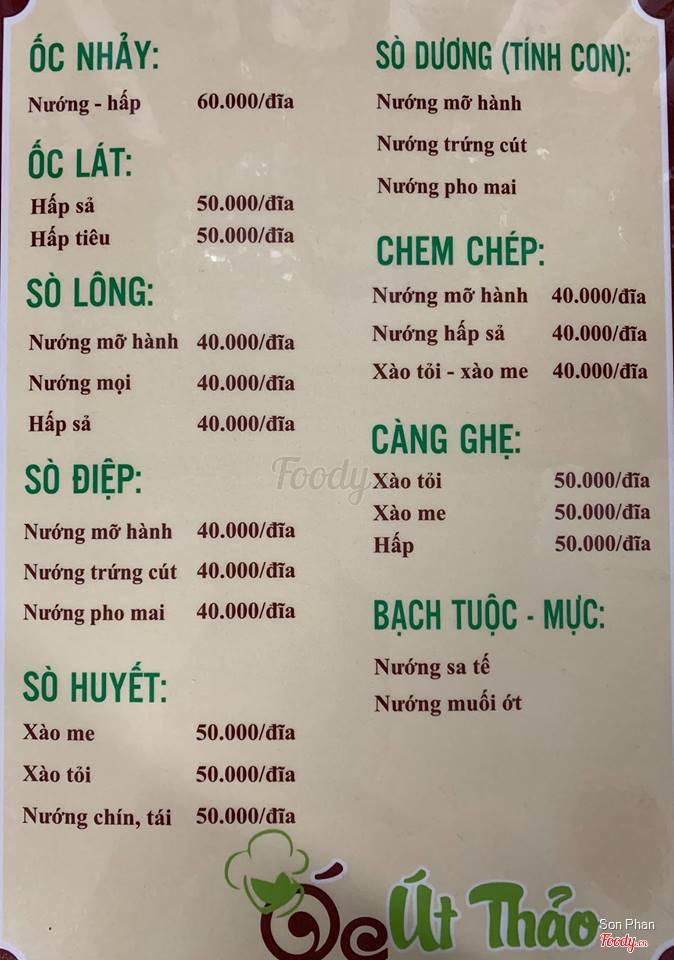 ỐC NHẢY:
Nướng - hấp 60.000/đĩa
ỐC LÁT:
Hấp sả 50.000/đĩa
Hấp tiêu 50.000/đĩa
SÒ LÔNG:
Nướng mỡ hành 40.000/đĩa
Nướng mọi 40.000/đĩa
Hấp sả 40.000/đĩa
SÒ ĐIỆP:
Nướng mỡ hành 40.000/đĩa
Nướng trứng cút 40.000/đĩa
Nướng pho mai 40.000/đĩa
SÒ HUYẾT:
Xào me 50.000/đĩa
Xào tỏi 50.000/đĩa
Nướng chín, tái 50.000/đĩa
SÒ DƯƠNG (TÍNH CON):
Nướng mỡ hành
Nướng trứng cút
Nướng pho mai
CHEM CHÉP:
Nướng mỡ hành 40.000/đĩa
Nướng hấp sả 40.000/đĩa
Xào tỏi - xào me 40.000/đĩa
CÀNG GHẸ:
Xào tỏi 50.000/đĩa
Xào me 50.000/đĩa
Hấp 50.000/đĩa
BẠCH TUỘC - MỰC:
Nướng sa tế
Nướng muối ớt
Foody
Ốc Út Thảo
Son Phan
Foody.vn